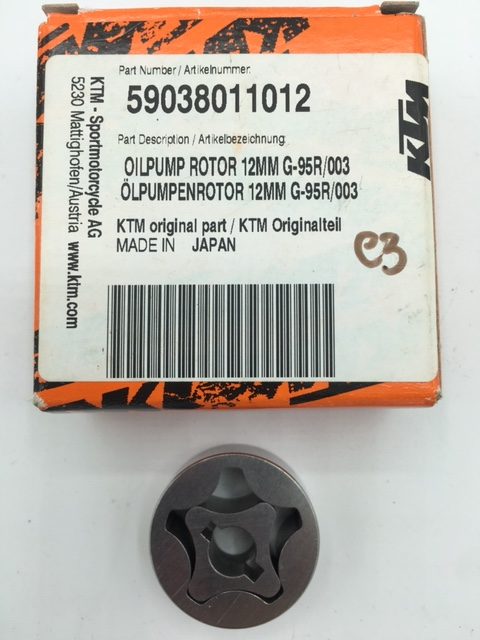 Part Number / Artikelnummer:
59038011012
Part Description / Artikelbezeichnung:
OILPUMP ROTOR 12MM G-95R/003
ÖLPUMPENROTOR 12MM G-95R/003
KTM original part / KTM Originalteil
MADE IN JAPAN
KTM - Sportmotorcycle AG
5230 Mattighofen/Austria www.ktm.com
KTM
C3